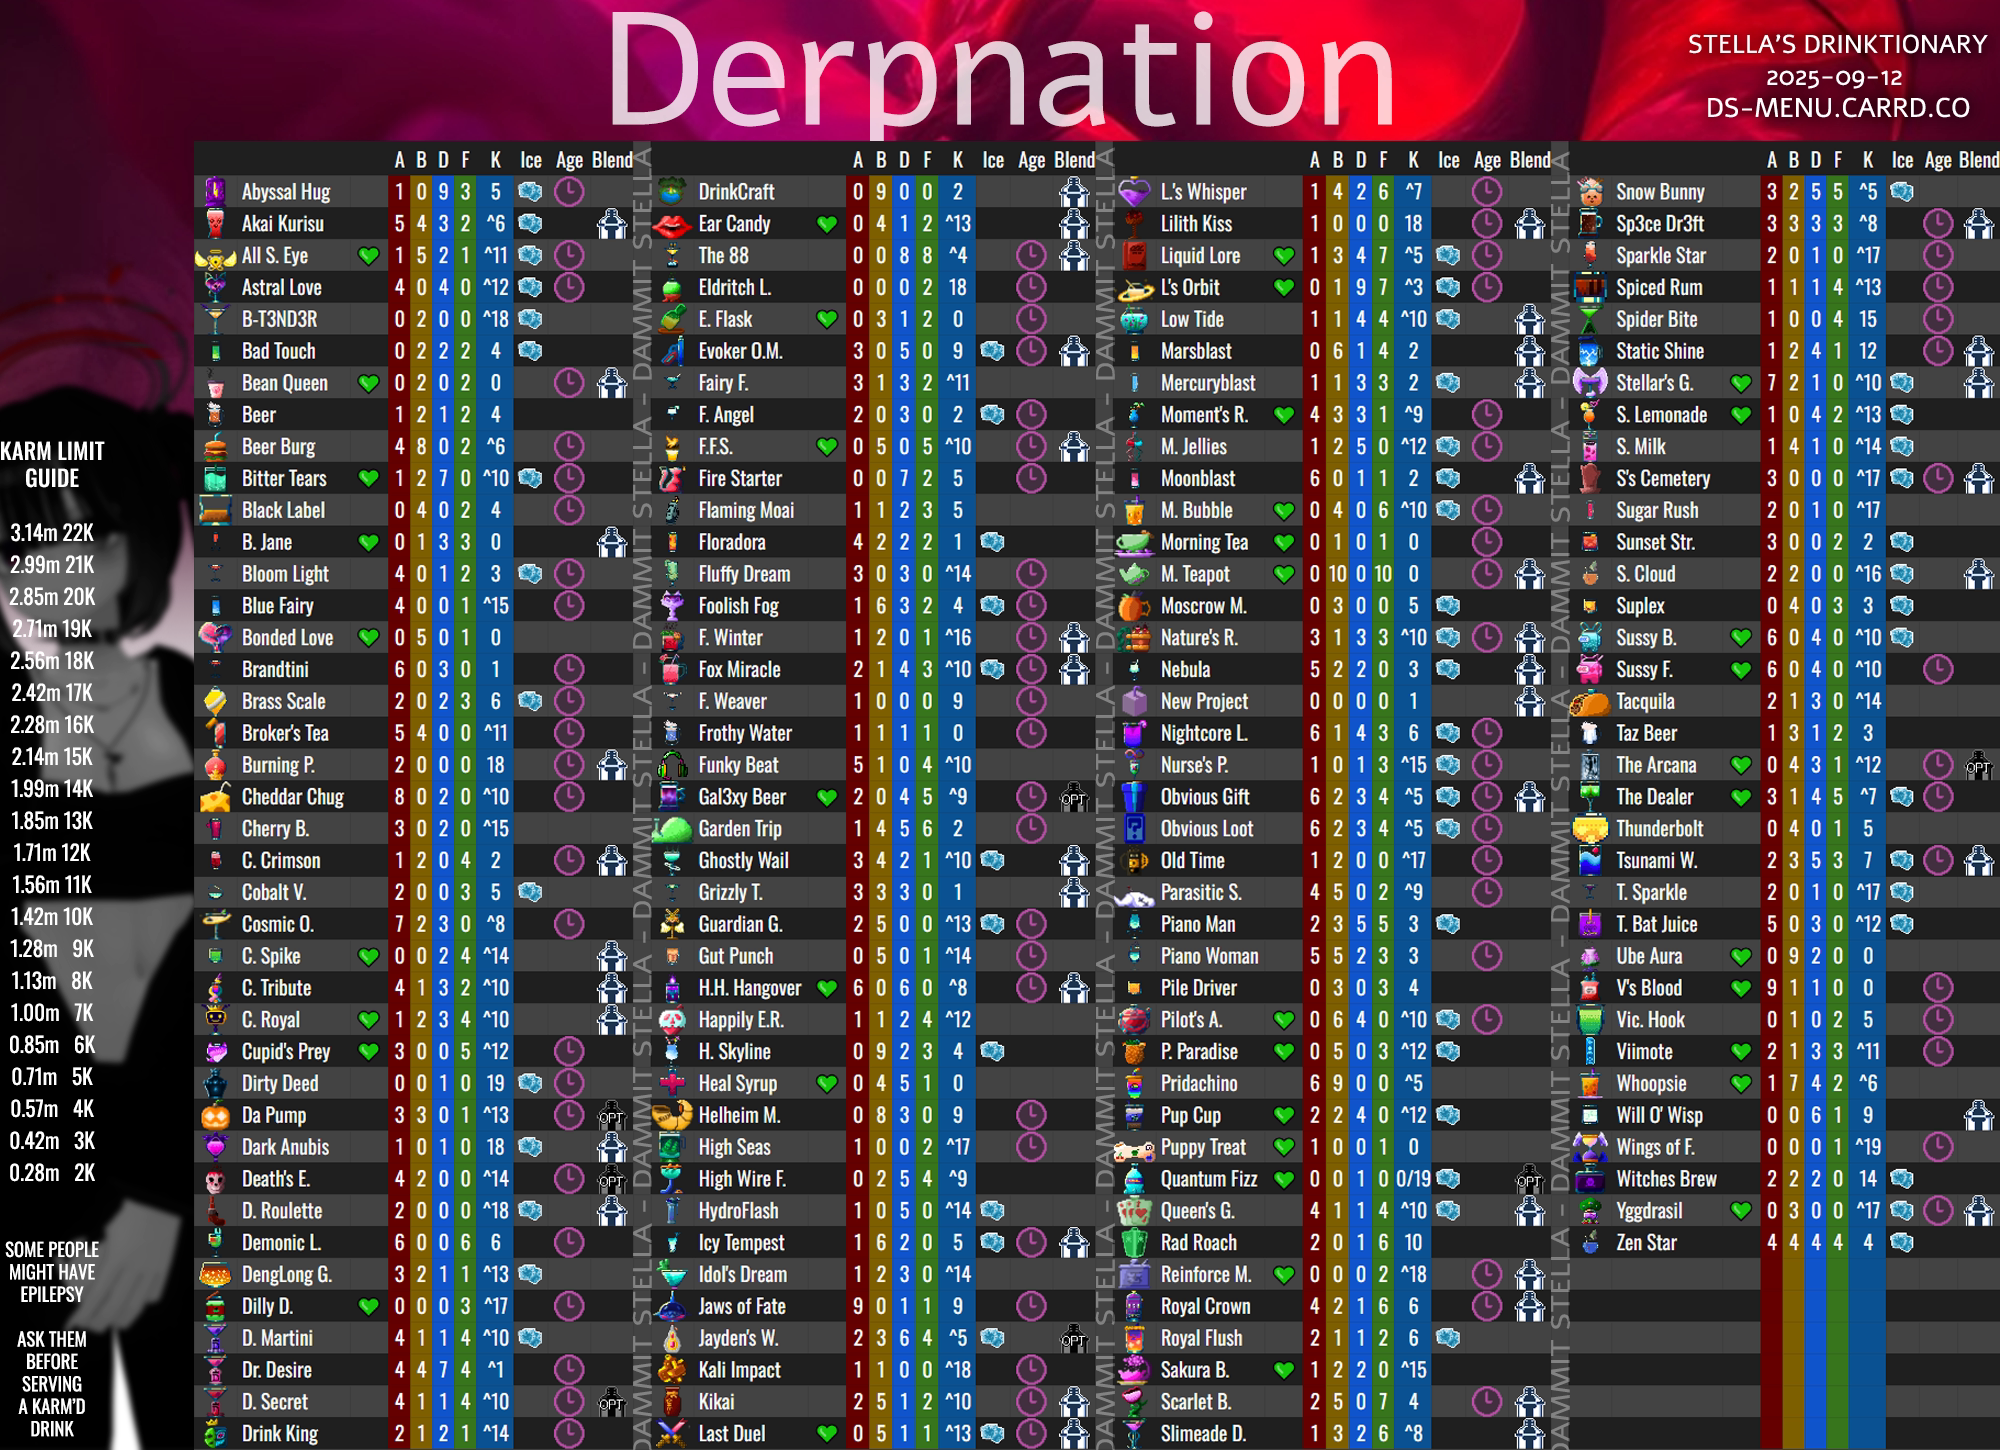 Derpnation
STELLA'S DRINKTIONARY
2025-09-12
DS-MENU.CARRD.CO
KARM LIMIT
GUIDE
3.14m 22K
2.99m 21K
2.85m 20K
2.71m 19K
2.56m 18K
2.42m 17K
2.28m 16K
2.14m 15K
1.99m 14K
1.85m 13K
1.71m 12K
1.56m 11K
1.42m 10K
1.28m 9K
1.13m 8K
1.00m 7K
0.85m 6K
0.71m 5K
0.57m 4K
0.42m 3K
0.28m 2K
SOME PEOPLE
MIGHT HAVE
EPILEPSY
ASK THEM
BEFORE
SERVING
A KARM'D
DRINK
A B D F K Ice Age Blend
Abyssal Hug 1 0 9 3 5
Akai Kurisu 5 4 3 2 ^6
All S. Eye 1 5 2 1 ^11
Astral Love 4 0 4 0 ^12
B-T3ND3R 0 2 0 0 ^18
Bad Touch 0 2 2 2 4
Bean Queen 0 2 0 2 0
Beer 1 2 1 2 4
Beer Burg 4 8 0 2 ^6
Bitter Tears 1 2 7 0 ^10
Black Label 0 4 0 2 4
B. Jane 0 1 3 3 0
Bloom Light 4 0 1 2 3
Blue Fairy 4 0 0 1 ^15
Bonded Love 0 5 0 1 0
Brandtini 6 0 3 0 1
Brass Scale 2 0 2 3 6
Broker's Tea 5 4 0 0 ^11
Burning P. 2 0 0 0 18
Cheddar Chug 8 0 2 0 ^10
Cherry B. 3 0 2 0 ^15
C. Crimson 1 2 0 4 2
Cobalt V. 2 0 0 3 5
Cosmic O. 7 2 3 0 ^8
C. Spike 0 0 2 4 ^14
C. Tribute 4 1 3 2 ^10
C. Royal 1 2 3 4 ^10
Cupid's Prey 3 0 0 5 ^12
Dirty Deed 0 0 1 0 19
Da Pump 3 3 0 1 ^13 OPT
Dark Anubis 1 0 1 0 18
Death's E. 4 2 0 0 ^14 OPT
D. Roulette 2 0 0 0 ^18
Demonic L. 6 0 0 6 6
DengLong G. 3 2 1 1 ^13
Dilly D. 0 0 0 3 ^17
D. Martini 4 1 1 4 ^10
Dr. Desire 4 4 7 4 ^1
D. Secret 4 1 1 4 ^10 OPT
Drink King 2 1 2 1 ^14
DAMMIT STELLA - DAMMIT STELLA - DAMMIT STELLA - DAMMIT STELLA
A B D F K Ice Age Blend
DrinkCraft 0 9 0 0 2
Ear Candy 0 4 1 2 ^13
The 88 0 0 8 8 ^4
Eldritch L. 0 0 0 2 18
E. Flask 0 3 1 2 0
Evoker O.M. 3 0 5 0 9
Fairy F. 3 1 3 2 ^11
F. Angel 2 0 3 0 2
F.F.S. 0 5 0 5 ^10
Fire Starter 0 0 7 2 5
Flaming Moai 1 1 2 3 5
Floradora 4 2 2 2 1
Fluffy Dream 3 0 3 0 ^14
Foolish Fog 1 6 3 2 4
F. Winter 1 2 0 1 ^16
Fox Miracle 2 1 4 3 ^10
F. Weaver 1 0 0 0 9
Frothy Water 1 1 1 1 0
Funky Beat 5 1 0 4 ^10
Gal3xy Beer 2 0 4 5 ^9 OPT
Garden Trip 1 4 5 6 2
Ghostly Wail 3 4 2 1 ^10
Grizzly T. 3 3 3 0 1
Guardian G. 2 5 0 0 ^13
Gut Punch 0 5 0 1 ^14
H.H. Hangover 6 0 6 0 ^8
Happily E.R. 1 1 2 4 ^12
H. Skyline 0 9 2 3 4
Heal Syrup 0 4 5 1 0
Helheim M. 0 8 3 0 9
High Seas 1 0 0 2 ^17
High Wire F. 0 2 5 4 ^9
HydroFlash 1 0 5 0 ^14
Icy Tempest 1 6 2 0 5
Idol's Dream 1 2 3 0 ^14
Jaws of Fate 9 0 1 1 9
Jayden's W. 2 3 6 4 ^5 OPT
Kali Impact 1 1 0 0 ^18
Kikai 2 5 1 2 ^10
Last Duel 0 5 1 1 ^13
DAMMIT STELLA - DAMMIT STELLA - DAMMIT STELLA - DAMMIT STELLA
A B D F K Ice Age Blend
L.'s Whisper 1 4 2 6 ^7
Lilith Kiss 1 0 0 0 18
Liquid Lore 1 3 4 7 ^5
L's Orbit 0 1 9 7 ^3
Low Tide 1 1 4 4 ^10
Marsblast 0 6 1 4 2
Mercuryblast 1 1 3 3 2
Moment's R. 4 3 3 1 ^9
M. Jellies 1 2 5 0 ^12
Moonblast 6 0 1 1 2
M. Bubble 0 4 0 6 ^10
Morning Tea 0 1 0 1 0
M. Teapot 0 10 0 10 0
Moscrow M. 0 3 0 0 5
Nature's R. 3 1 3 3 ^10
Nebula 5 2 2 0 3
New Project 0 0 0 0 1
Nightcore L. 6 1 4 3 6
Nurse's P. 1 0 1 3 ^15
Obvious Gift 6 2 3 4 ^5
Obvious Loot 6 2 3 4 ^5
Old Time 1 2 0 0 ^17
Parasitic S. 4 5 0 2 ^9
Piano Man 2 3 5 5 3
Piano Woman 5 5 2 3 3
Pile Driver 0 3 0 3 4
Pilot's A. 0 6 4 0 ^10
P. Paradise 0 5 0 3 ^12
Pridachino 6 9 0 0 ^5
Pup Cup 2 2 4 0 ^12
Puppy Treat 1 0 0 1 0
Quantum Fizz 0 0 1 0 0/19 OPT
Queen's G. 4 1 1 4 ^10
Rad Roach 2 0 1 6 10
Reinforce M. 0 0 0 2 ^18
Royal Crown 4 2 1 6 6
Royal Flush 2 1 1 2 6
Sakura B. 1 2 2 0 ^15
Scarlet B. 2 5 0 7 4
Slimeade D. 1 3 2 6 ^8
DAMMIT STELLA - DAMMIT STELLA - DAMMIT STELLA - DAMMIT STELLA
A B D F K Ice Age Blend
Snow Bunny 3 2 5 5 ^5
Sp3ce Dr3ft 3 3 3 3 ^8
Sparkle Star 2 0 1 0 ^17
Spiced Rum 1 1 1 4 ^13
Spider Bite 1 0 0 4 15
Static Shine 1 2 4 1 12
Stellar's G. 7 2 1 0 ^10
S. Lemonade 1 0 4 2 ^13
S. Milk 1 4 1 0 ^14
S's Cemetery 3 0 0 0 ^17
Sugar Rush 2 0 1 0 ^17
Sunset Str. 3 0 0 2 2
S. Cloud 2 2 0 0 ^16
Suplex 0 4 0 3 3
Sussy B. 6 0 4 0 ^10
Sussy F. 6 0 4 0 ^10
Tacquila 2 1 3 0 ^14
Taz Beer 1 3 1 2 3
The Arcana 0 4 3 1 ^12 OPT
The Dealer 3 1 4 5 ^7
Thunderbolt 0 4 0 1 5
Tsunami W. 2 3 5 3 7
T. Sparkle 2 0 1 0 ^17
T. Bat Juice 5 0 3 0 ^12
Ube Aura 0 9 2 0 0
V's Blood 9 1 1 0 0
Vic. Hook 0 1 0 2 5
Viimote 2 1 3 3 ^11
Whoopsie 1 7 4 2 ^6
Will O' Wisp 0 0 6 1 9
Wings of F. 0 0 0 1 ^19
Witches Brew 2 2 2 0 14
Yggdrasil 0 3 0 0 ^17
Zen Star 4 4 4 4 4